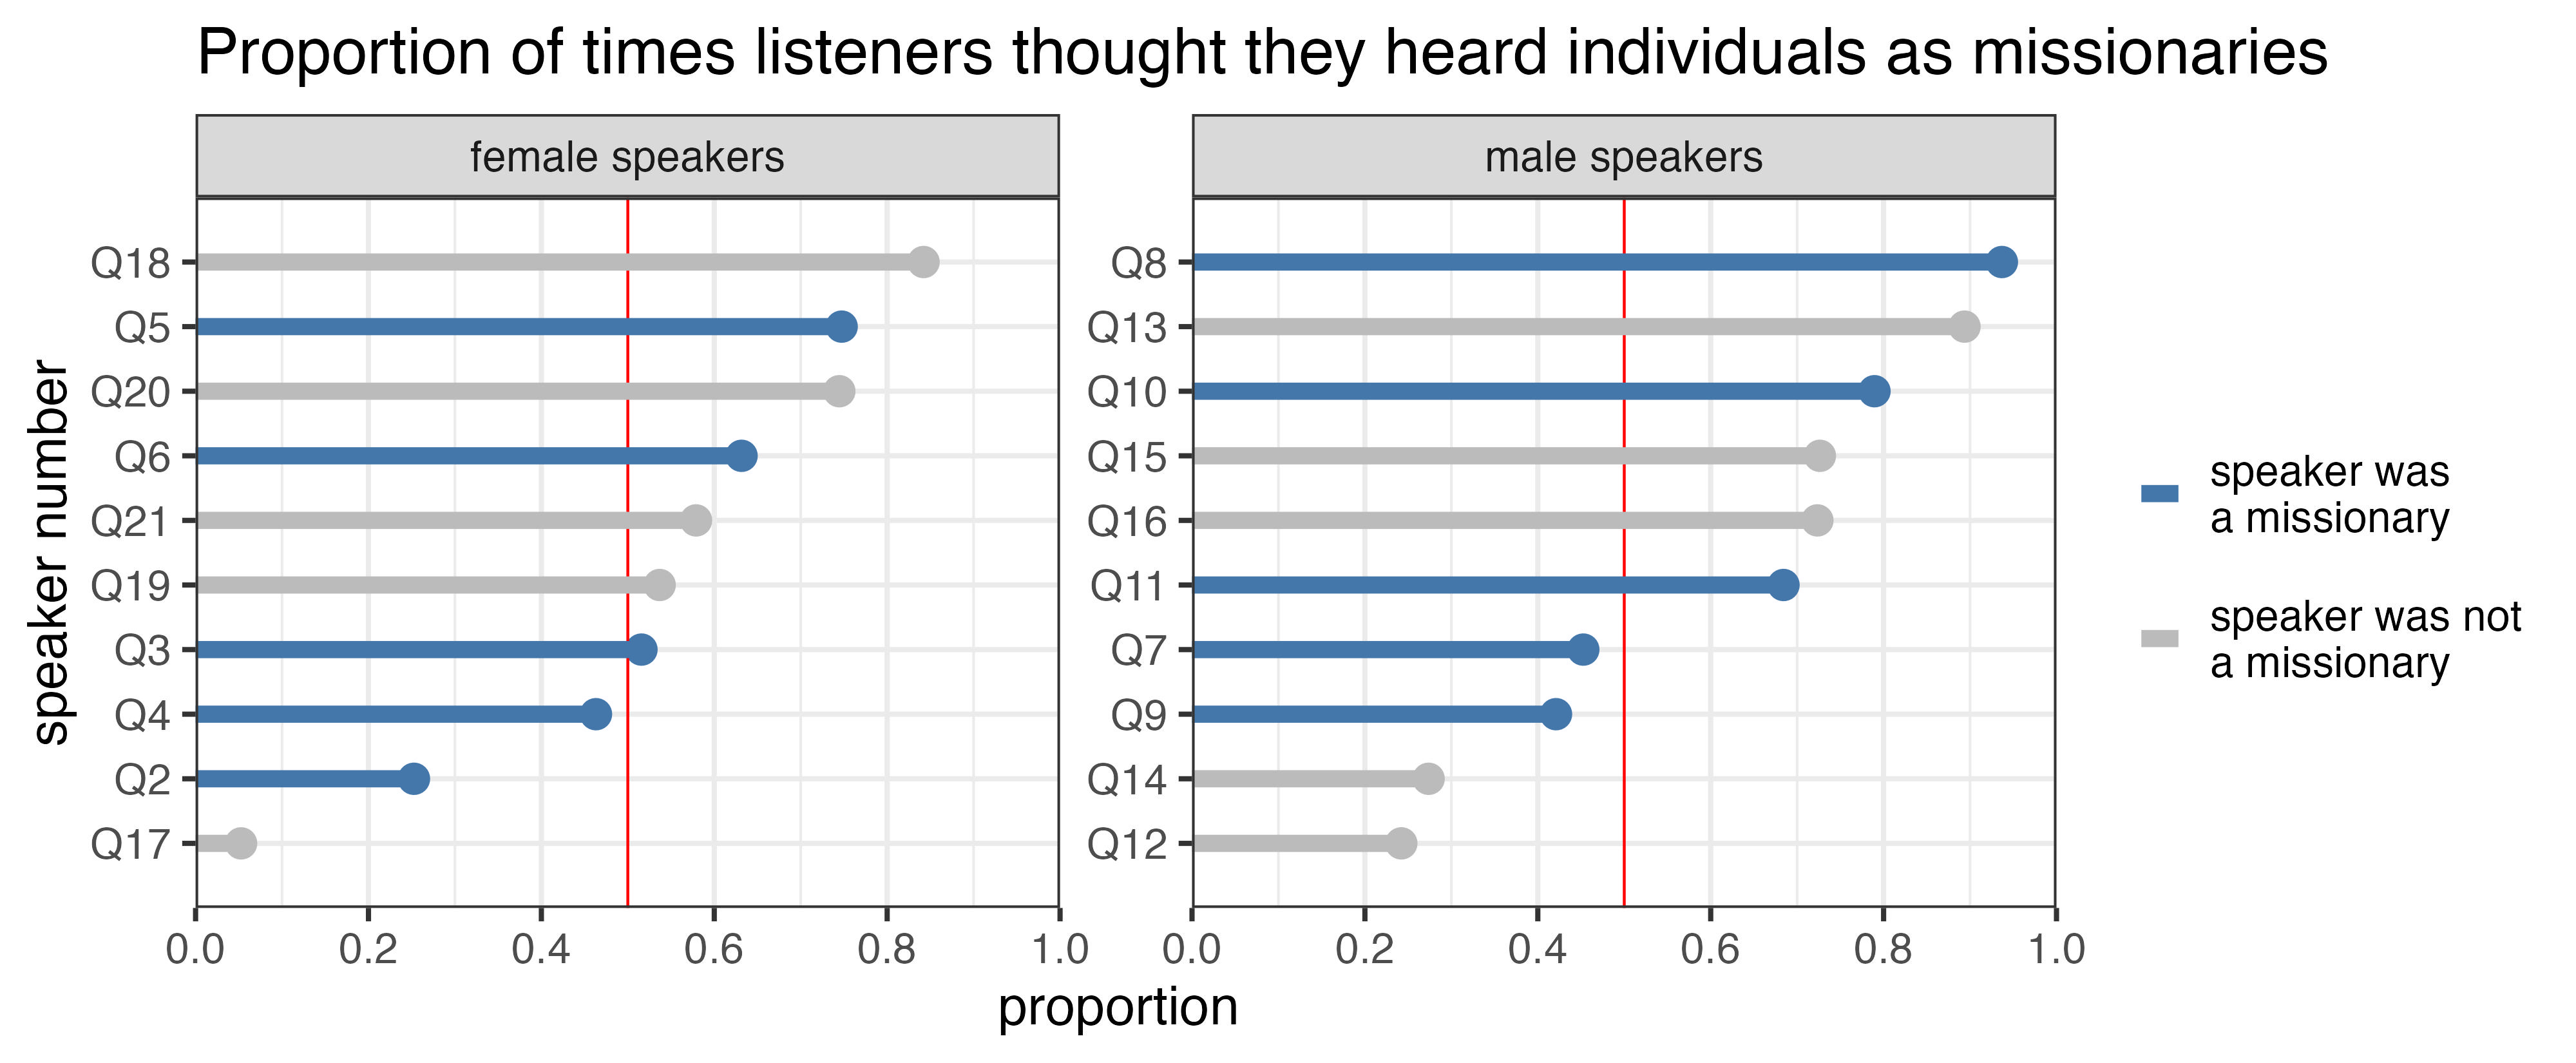 Proportion of times listeners thought they heard individuals as missionaries
female speakers
male speakers
speaker number
Q18
Q5
Q20
Q6
Q21
Q19
Q3
Q4
Q2
Q17
0.0 0.2 0.4 0.6 0.8 1.0
Q8
Q13
Q10
Q15
Q16
Q11
Q7
Q9
Q14
Q12
0.0 0.2 0.4 0.6 0.8 1.0
proportion
speaker was
a missionary
speaker was not
a missionary